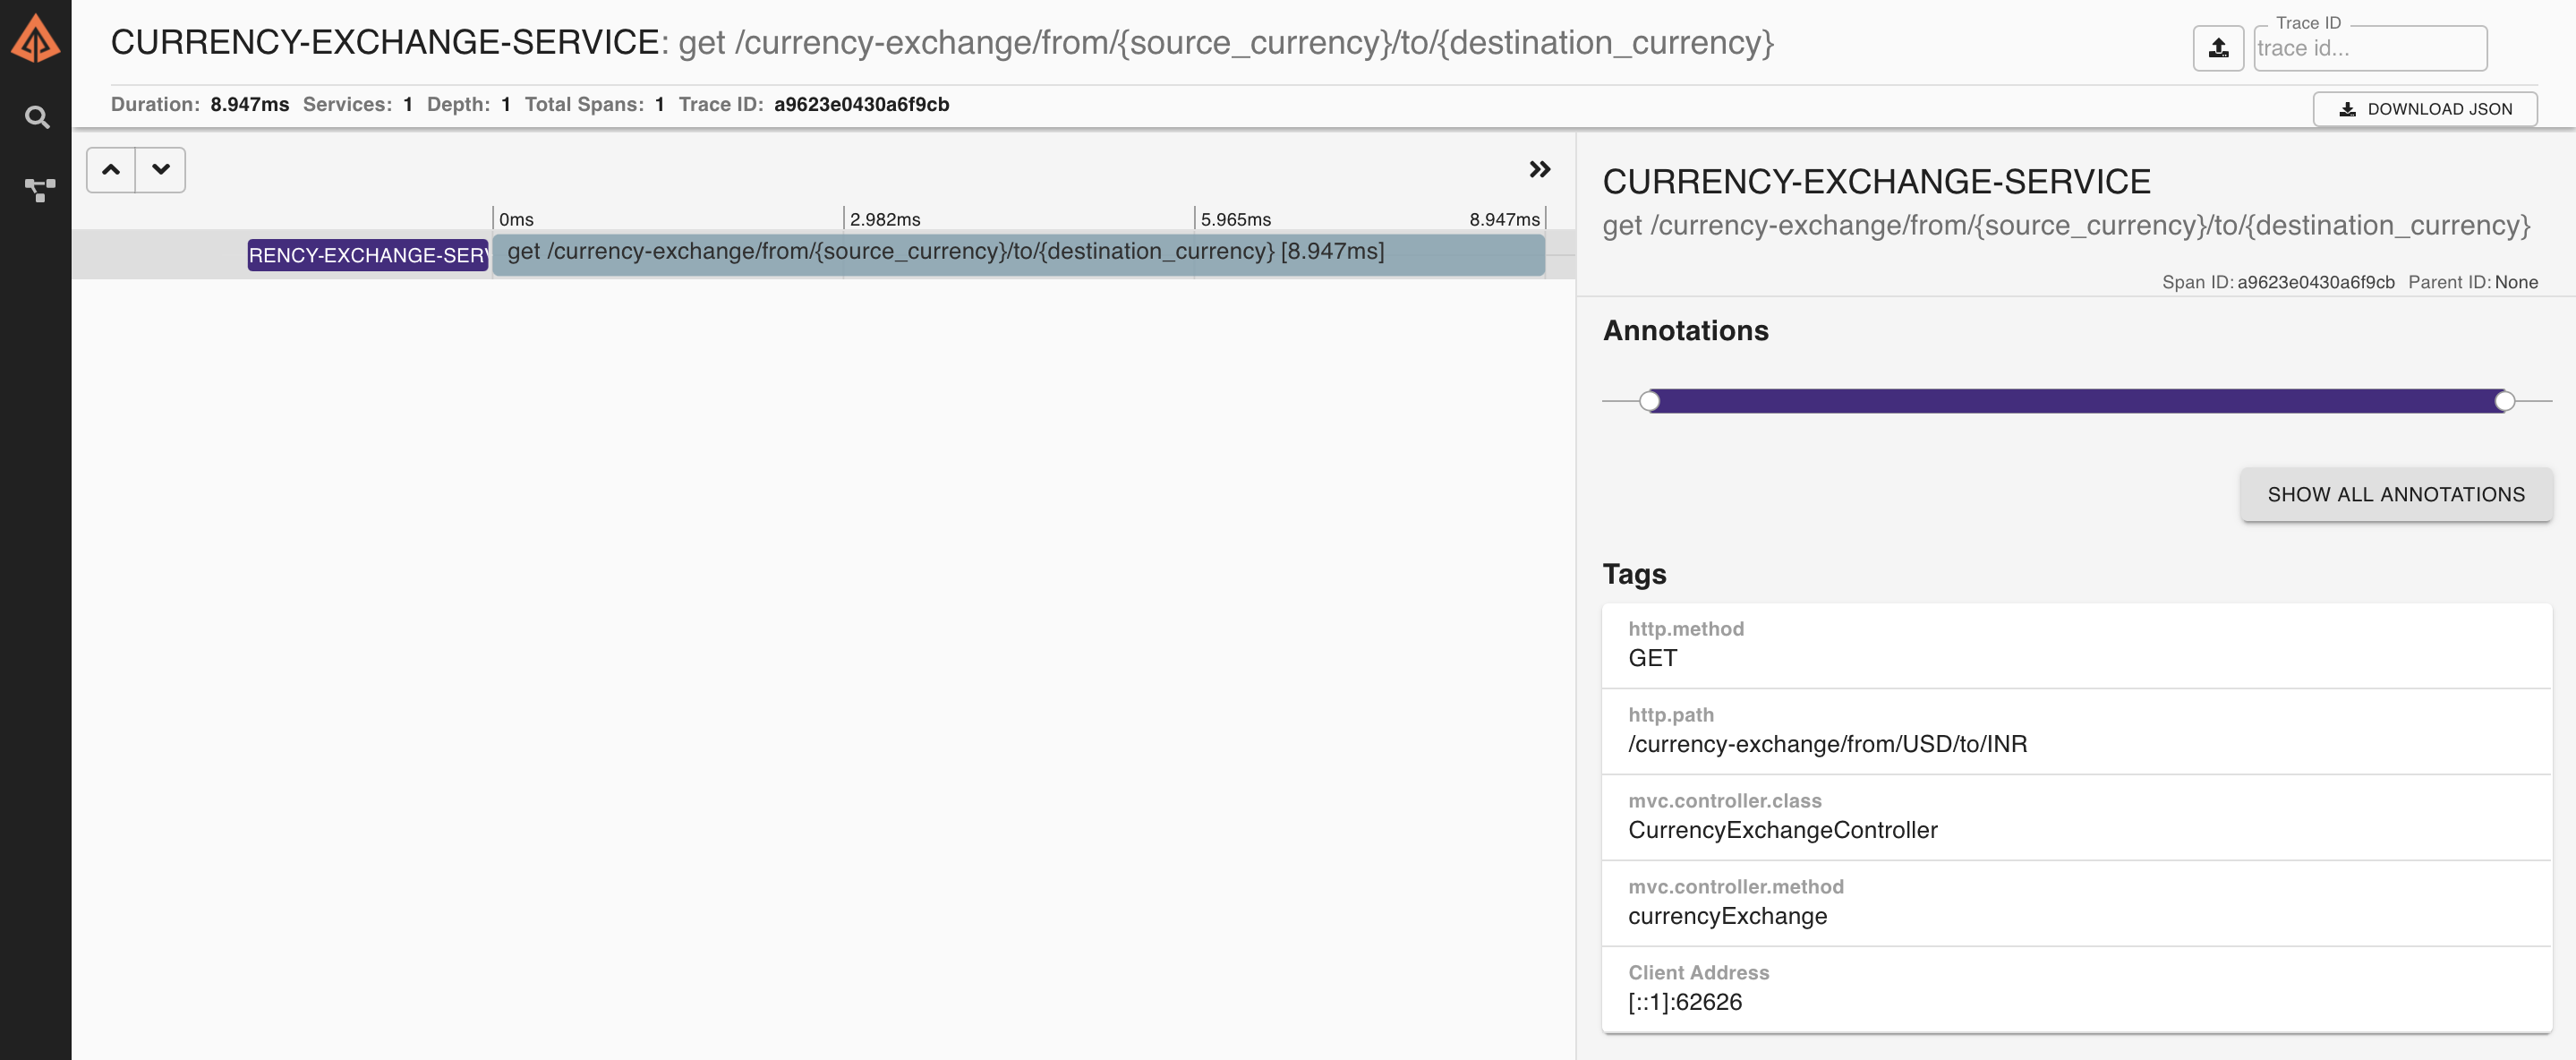 CURRENCY-EXCHANGE-SERVICE: get /currency-exchange/from/{source_currency}/to/{destination_currency}
Trace ID
trace id...
Duration: 8.947ms Services: 1 Depth: 1 Total Spans: 1 Trace ID: a9623e0430a6f9cb
DOWNLOAD JSON
0ms 2.982ms 5.965ms 8.947ms
RENCY-EXCHANGE-SERV get /currency-exchange/from/{source_currency}/to/{destination_currency} [8.947ms]
CURRENCY-EXCHANGE-SERVICE
get /currency-exchange/from/{source_currency}/to/{destination_currency}
Span ID: a9623e0430a6f9cb Parent ID: None
Annotations
SHOW ALL ANNOTATIONS
Tags
http.method
GET
http.path
/currency-exchange/from/USD/to/INR
mvc.controller.class
CurrencyExchangeController
mvc.controller.method
currencyExchange
Client Address
[::1]:62626